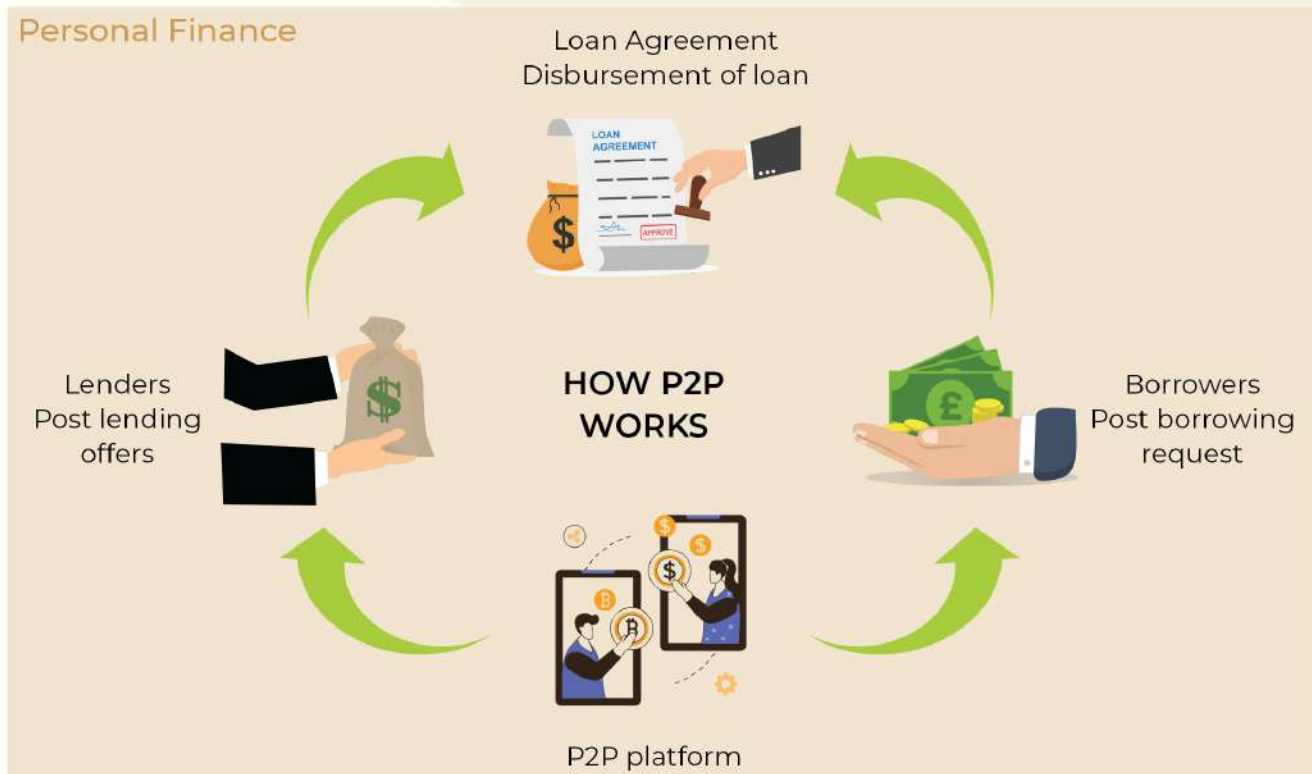 Personal Finance
Loan Agreement
Disbursement of loan
LOAN
AGREEMENT
$
APPROVE
Lenders
Post lending
offers
$
HOW P2P
WORKS
£
Borrowers
Post borrowing
request
$
$
$
B
B
P2P platform